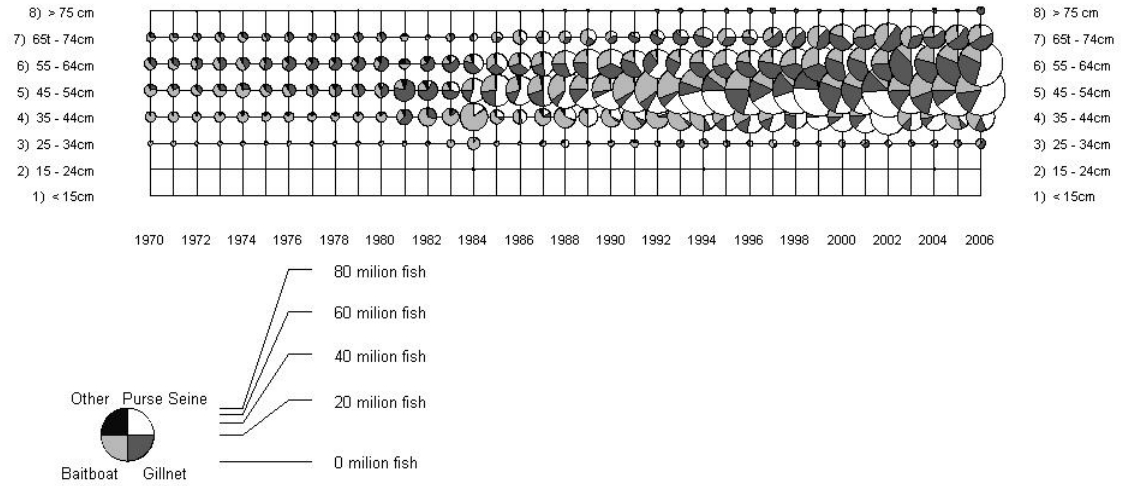 8) > 75 cm 8) > 75 cm
7) 65t - 74cm 7) 65t - 74cm
6) 55 - 64cm 6) 55 - 64cm
5) 45 - 54cm 5) 45 - 54cm
4) 35 - 44cm 4) 35 - 44cm
3) 25 - 34cm 3) 25 - 34cm
2) 15 - 24cm 2) 15 - 24cm
1) < 15cm 1) < 15cm
1970 1972 1974 1976 1978 1980 1982 1984 1986 1988 1990 1992 1994 1996 1998 2000 2002 2004 2006
80 milion fish
60 milion fish
40 milion fish
20 milion fish
0 milion fish
Other Purse Seine
Baitboat Gillnet